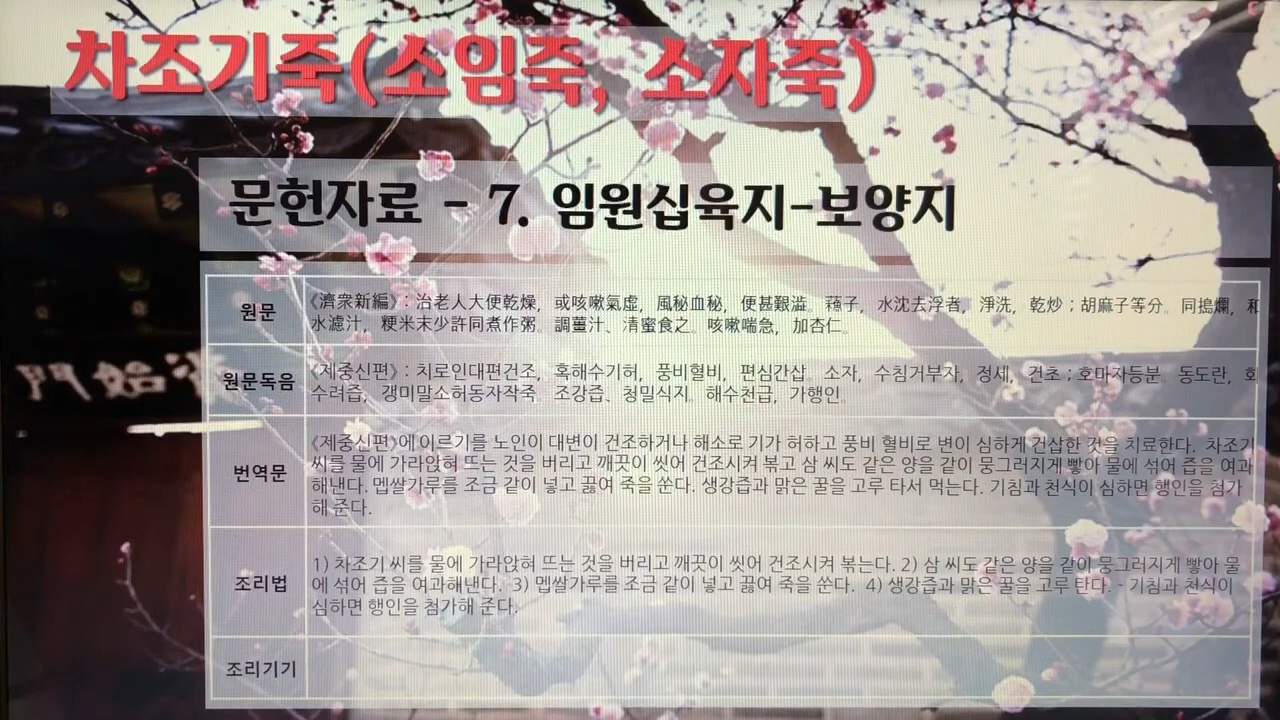 차조기죽(소임죽, 소자죽)
문헌자료 - 7. 임원십육지-보양지
원문
《濟衆新編》: 治老人大便乾燥, 或咳嗽氣虛, 風秘血秘, 便甚艱澁。蘇子, 水沈去浮者, 淨洗, 乾炒 ; 胡麻子等分。同搗爛, 和
水濾汁, 粳米末少許同煮作粥。調薑汁、淸蜜食之。咳嗽喘急, 加杏仁。
원문독음
《제중신편》: 치로인대편건조, 혹해수기허, 풍비혈비, 편심간삽。소자, 수침거부자, 정세, 건초 ; 호마자등분。동도란, 화
수려즙, 갱미말소허동자작죽。조강즙、청밀식지。해수천급, 가행인。
번역문
《제중신편》에 이르기를 노인이 대변이 건조하거나 해소로 기가 허하고 풍비 혈비로 변이 심하게 건삽한 것을 치료한다. 차조기
씨를 물에 가라앉혀 뜨는 것을 버리고 깨끗이 씻어 건조시켜 볶고 삼 씨도 같은 양을 같이 뭉그러지게 빻아 물에 섞어 즙을 여과
해낸다. 멥쌀가루를 조금 같이 넣고 끓여 죽을 쑨다. 생강즙과 맑은 꿀을 고루 타서 먹는다. 기침과 천식이 심하면 행인을 첨가
해 준다.
조리법
1) 차조기 씨를 물에 가라앉혀 뜨는 것을 버리고 깨끗이 씻어 건조시켜 볶는다. 2) 삼 씨도 같은 양을 같이 뭉그러지게 빻아 물
에 섞어 즙을 여과해낸다. 3) 멥쌀가루를 조금 같이 넣고 끓여 죽을 쑨다. 4) 생강즙과 맑은 꿀을 고루 탄다. - 기침과 천식이
심하면 행인을 첨가해 준다.
조리기기